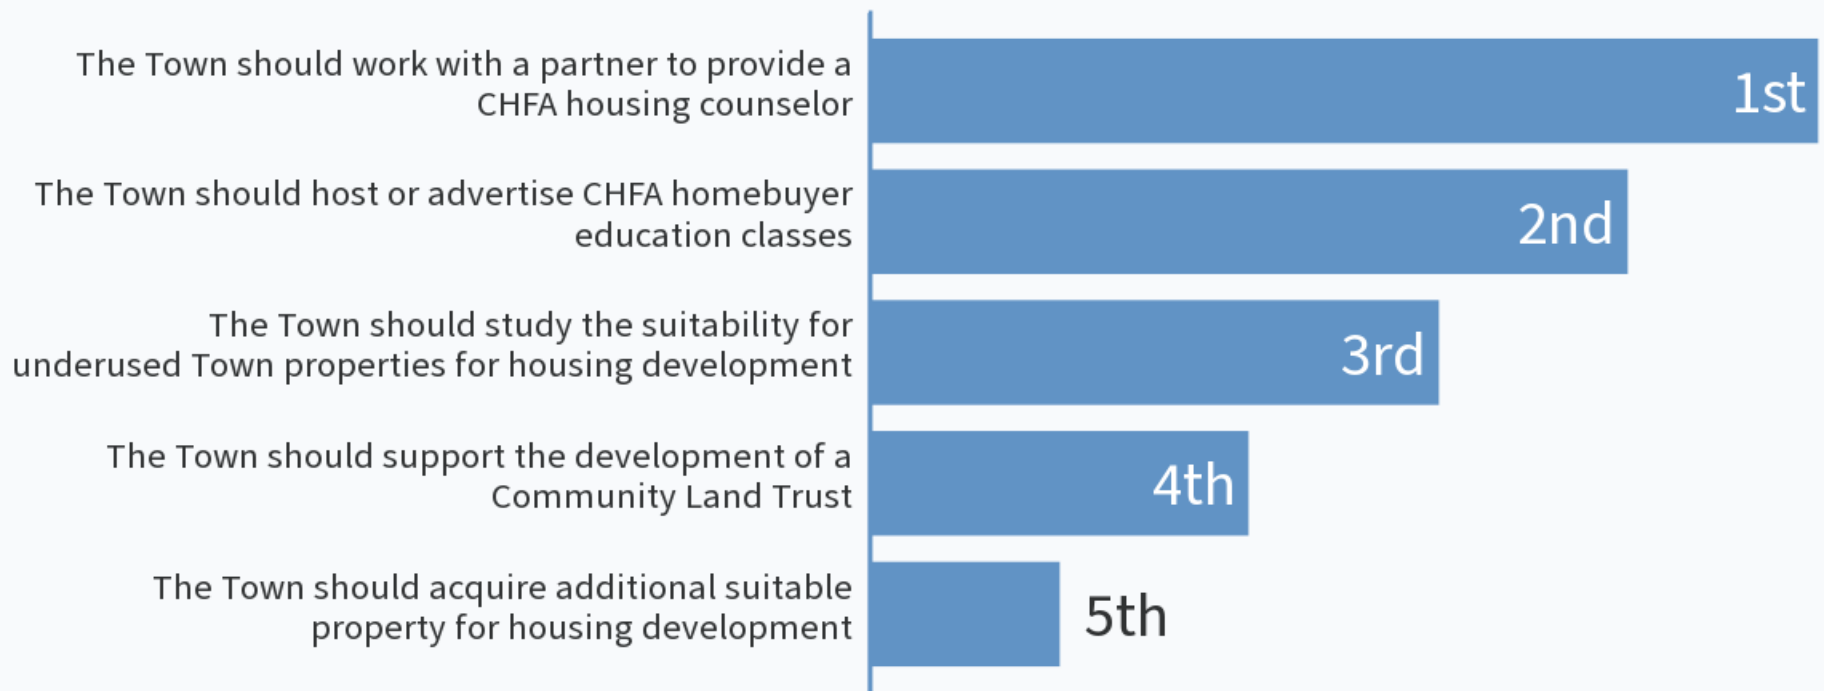 The Town should work with a partner to provide a
CHFA housing counselor
1st
The Town should host or advertise CHFA homebuyer
education classes
2nd
The Town should study the suitability for
underused Town properties for housing development
3rd
The Town should support the development of a
Community Land Trust
4th
The Town should acquire additional suitable
property for housing development
5th